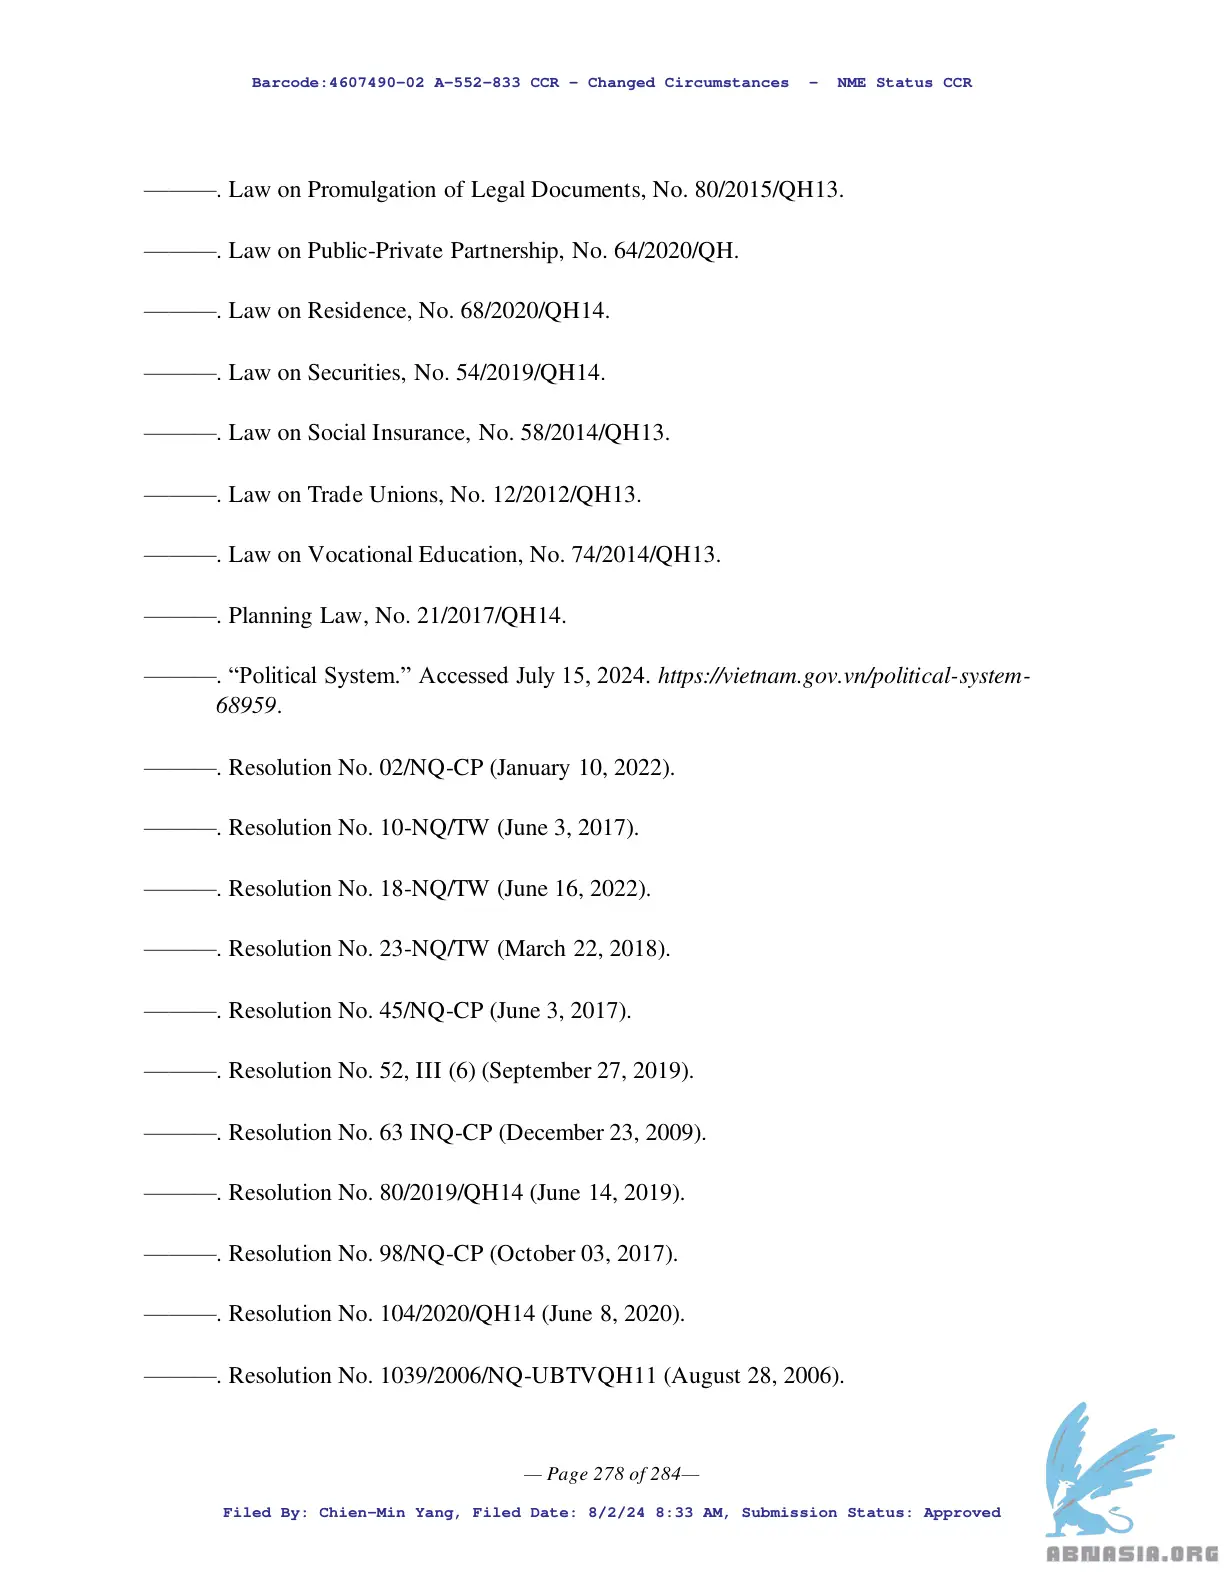 Barcode:4607490-02 A-552-833 CCR - Changed Circumstances - NME Status CCR
———. Law on Promulgation of Legal Documents, No. 80/2015/QH13.
———. Law on Public-Private Partnership, No. 64/2020/QH.
———. Law on Residence, No. 68/2020/QH14.
———. Law on Securities, No. 54/2019/QH14.
———. Law on Social Insurance, No. 58/2014/QH13.
———. Law on Trade Unions, No. 12/2012/QH13.
———. Law on Vocational Education, No. 74/2014/QH13.
———. Planning Law, No. 21/2017/QH14.
———. “Political System.” Accessed July 15, 2024. https://vietnam.gov.vn/political-system-
68959.
———. Resolution No. 02/NQ-CP (January 10, 2022).
———. Resolution No. 10-NQ/TW (June 3, 2017).
———. Resolution No. 18-NQ/TW (June 16, 2022).
———. Resolution No. 23-NQ/TW (March 22, 2018).
———. Resolution No. 45/NQ-CP (June 3, 2017).
———. Resolution No. 52, III (6) (September 27, 2019).
———. Resolution No. 63 INQ-CP (December 23, 2009).
———. Resolution No. 80/2019/QH14 (June 14, 2019).
———. Resolution No. 98/NQ-CP (October 03, 2017).
———. Resolution No. 104/2020/QH14 (June 8, 2020).
———. Resolution No. 1039/2006/NQ-UBTVQH11 (August 28, 2006).
— Page 278 of 284—
Filed By: Chien-Min Yang, Filed Date: 8/2/24 8:33 AM, Submission Status: Approved
ABNASIA.ORG